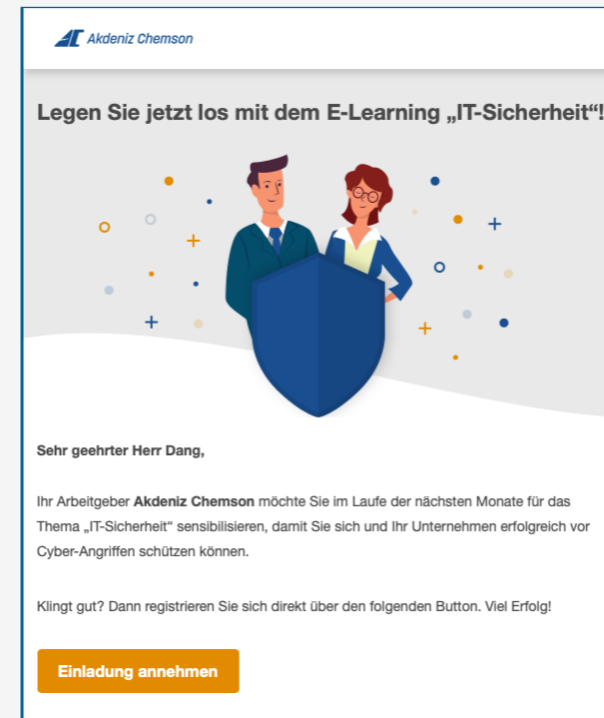 Akdeniz Chemson
Legen Sie jetzt los mit dem E-Learning „IT-Sicherheit“!
Sehr geehrter Herr Dang,
Ihr Arbeitgeber Akdeniz Chemson möchte Sie im Laufe der nächsten Monate für das
Thema „IT-Sicherheit“ sensibilisieren, damit Sie sich und Ihr Unternehmen erfolgreich vor
Cyber-Angriffen schützen können.
Klingt gut? Dann registrieren Sie sich direkt über den folgenden Button. Viel Erfolg!
Einladung annehmen